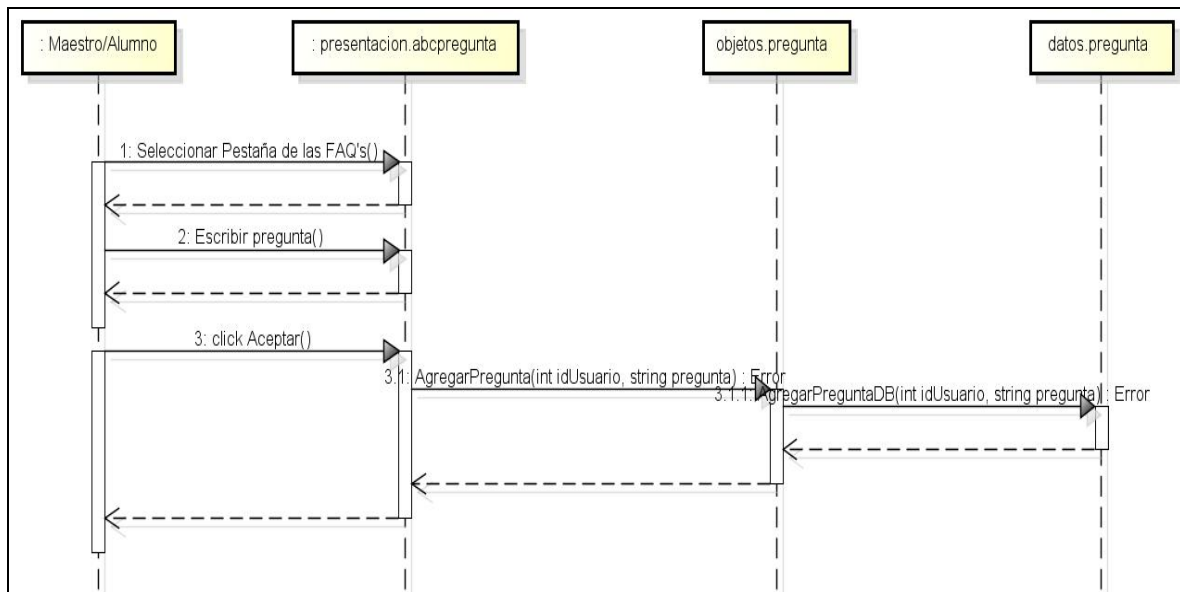 : Maestro/Alumno
: presentacion.abcpregunta
objetos.pregunta
datos.pregunta
1: Seleccionar Pestaña de las FAQ's()
2: Escribir pregunta()
3: click Aceptar()
3.1: AgregarPregunta(int idUsuario, string pregunta) : Error
3.1.1: AgregarPreguntaDB(int idUsuario, string pregunta) : Error